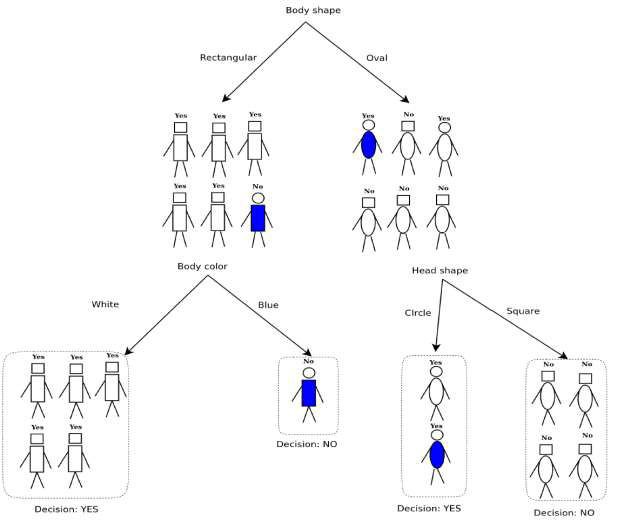 Body shape
Rectangular
Oval
Yes Yes Yes
Yes No Yes
Yes Yes No
No No No
Body color
Head shape
White
Blue
Circle
Square
Yes Yes Yes
No
Yes
No No
Yes Yes
Yes
No No
Decision: NO
Decision: YES
Decision: YES
Decision: NO